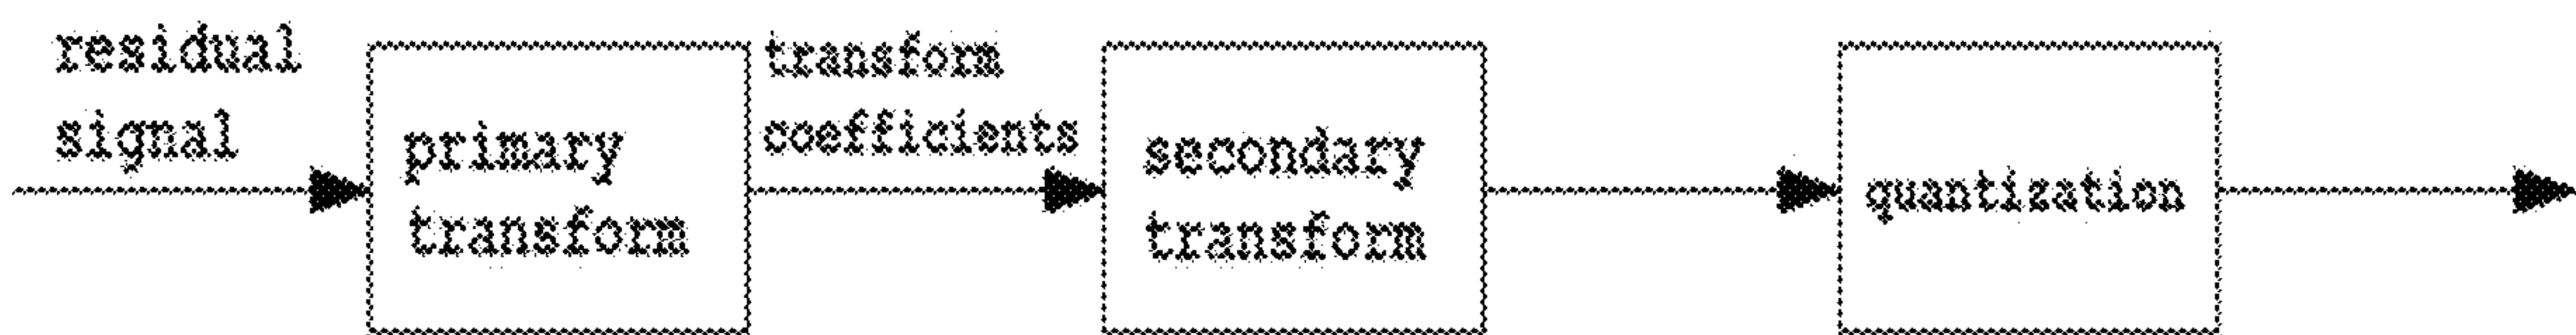 residual
signal
primary
transform
transform
coefficients
secondary
transform
quantization